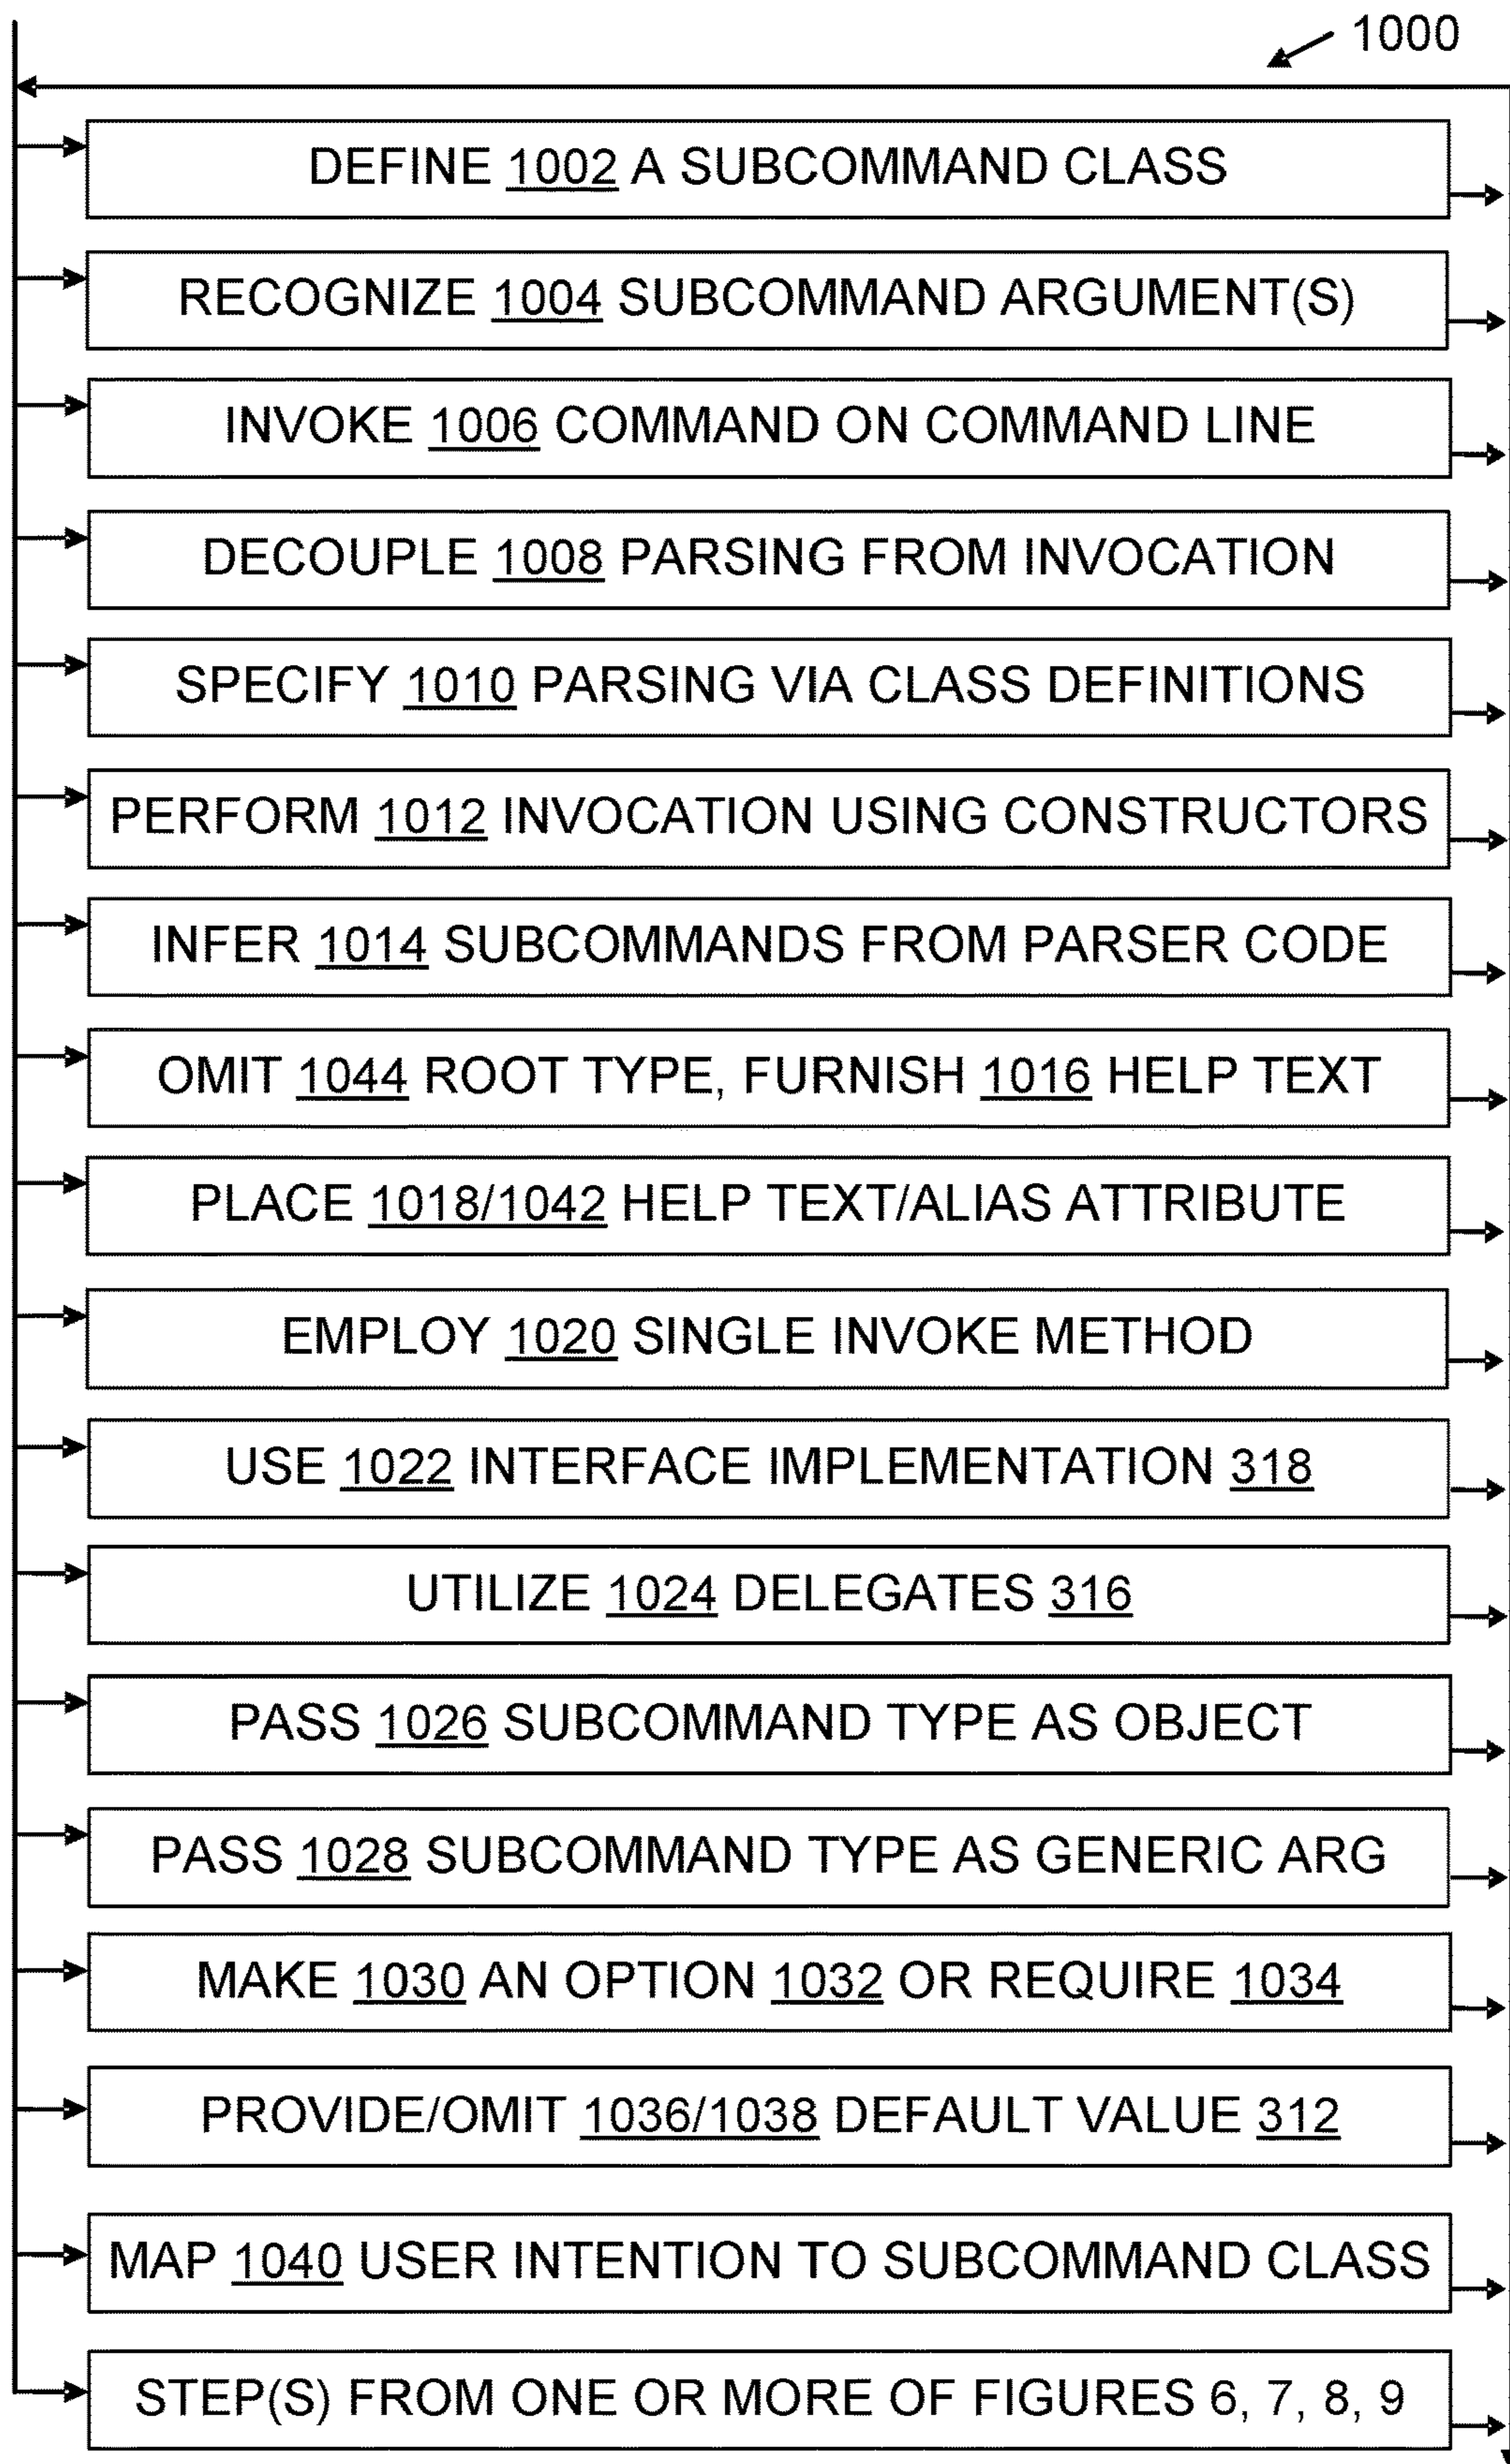 1000
DEFINE 1002 A SUBCOMMAND CLASS
RECOGNIZE 1004 SUBCOMMAND ARGUMENT(S)
INVOKE 1006 COMMAND ON COMMAND LINE
DECOUPLE 1008 PARSING FROM INVOCATION
SPECIFY 1010 PARSING VIA CLASS DEFINITIONS
PERFORM 1012 INVOCATION USING CONSTRUCTORS
INFER 1014 SUBCOMMANDS FROM PARSER CODE
OMIT 1044 ROOT TYPE, FURNISH 1016 HELP TEXT
PLACE 1018/1042 HELP TEXT/ALIAS ATTRIBUTE
EMPLOY 1020 SINGLE INVOKE METHOD
USE 1022 INTERFACE IMPLEMENTATION 318
UTILIZE 1024 DELEGATES 316
PASS 1026 SUBCOMMAND TYPE AS OBJECT
PASS 1028 SUBCOMMAND TYPE AS GENERIC ARG
MAKE 1030 AN OPTION 1032 OR REQUIRE 1034
PROVIDE/OMIT 1036/1038 DEFAULT VALUE 312
MAP 1040 USER INTENTION TO SUBCOMMAND CLASS
STEP(S) FROM ONE OR MORE OF FIGURES 6, 7, 8, 9